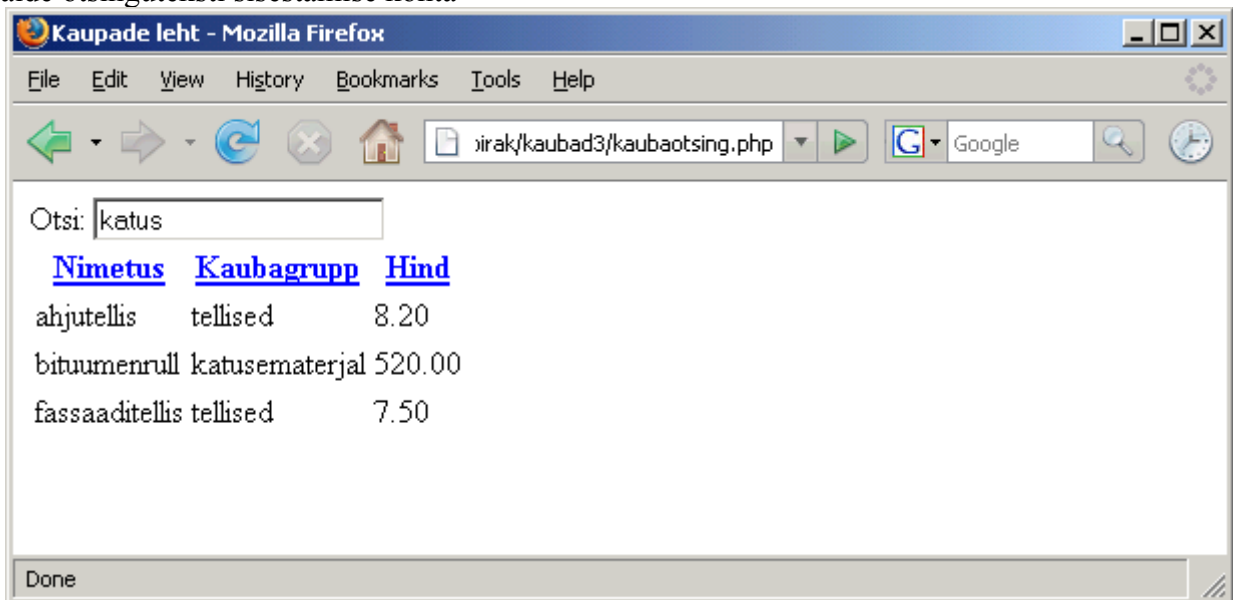 Kaupade leht - Mozilla Firefox
File Edit View History Bookmarks Tools Help
pirak/kaubad3/kaubaotsing.php Google
Otsi: katus
Nimetus Kaubagrupp Hind
ahjutellis tellised 8.20
bituumenrull katusematerjal 520.00
fassaaditellis tellised 7.50
Done